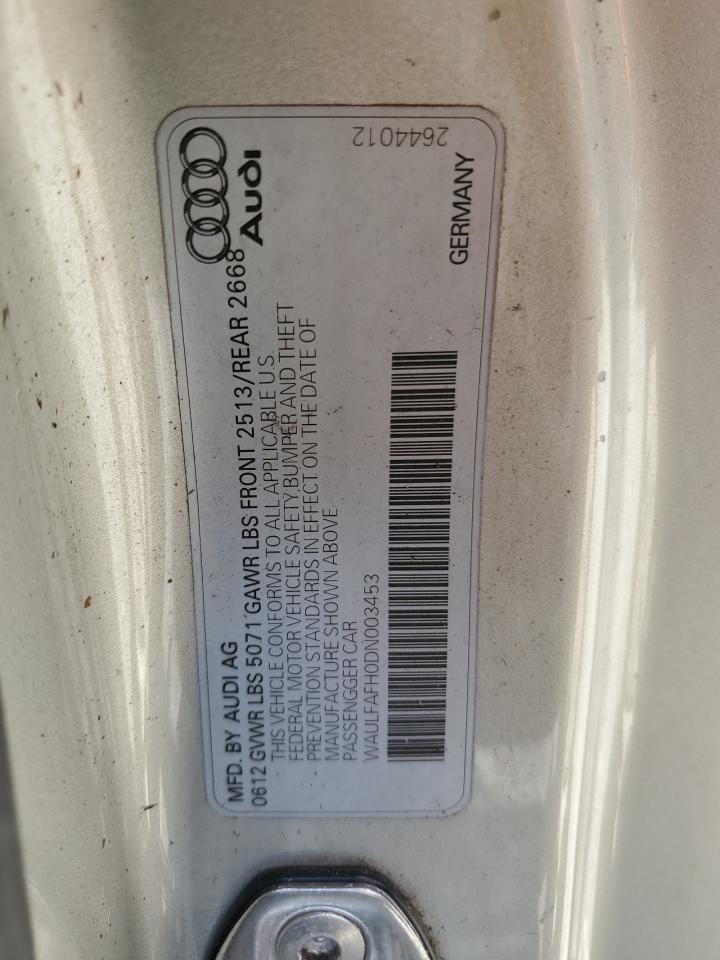 Audi
2644012
GERMANY
MFD. BY AUDI AG
0612 GVWR LBS 5071 GAWR LBS FRONT 2513/REAR 2668
THIS VEHICLE CONFORMS TO ALL APPLICABLE U.S.
FEDERAL MOTOR VEHICLE SAFETY BUMPER AND THEFT
PREVENTION STANDARDS IN EFFECT ON THE DATE OF
MANUFACTURE SHOWN ABOVE
PASSENGGER CAR
WAULFAFH0DN003453